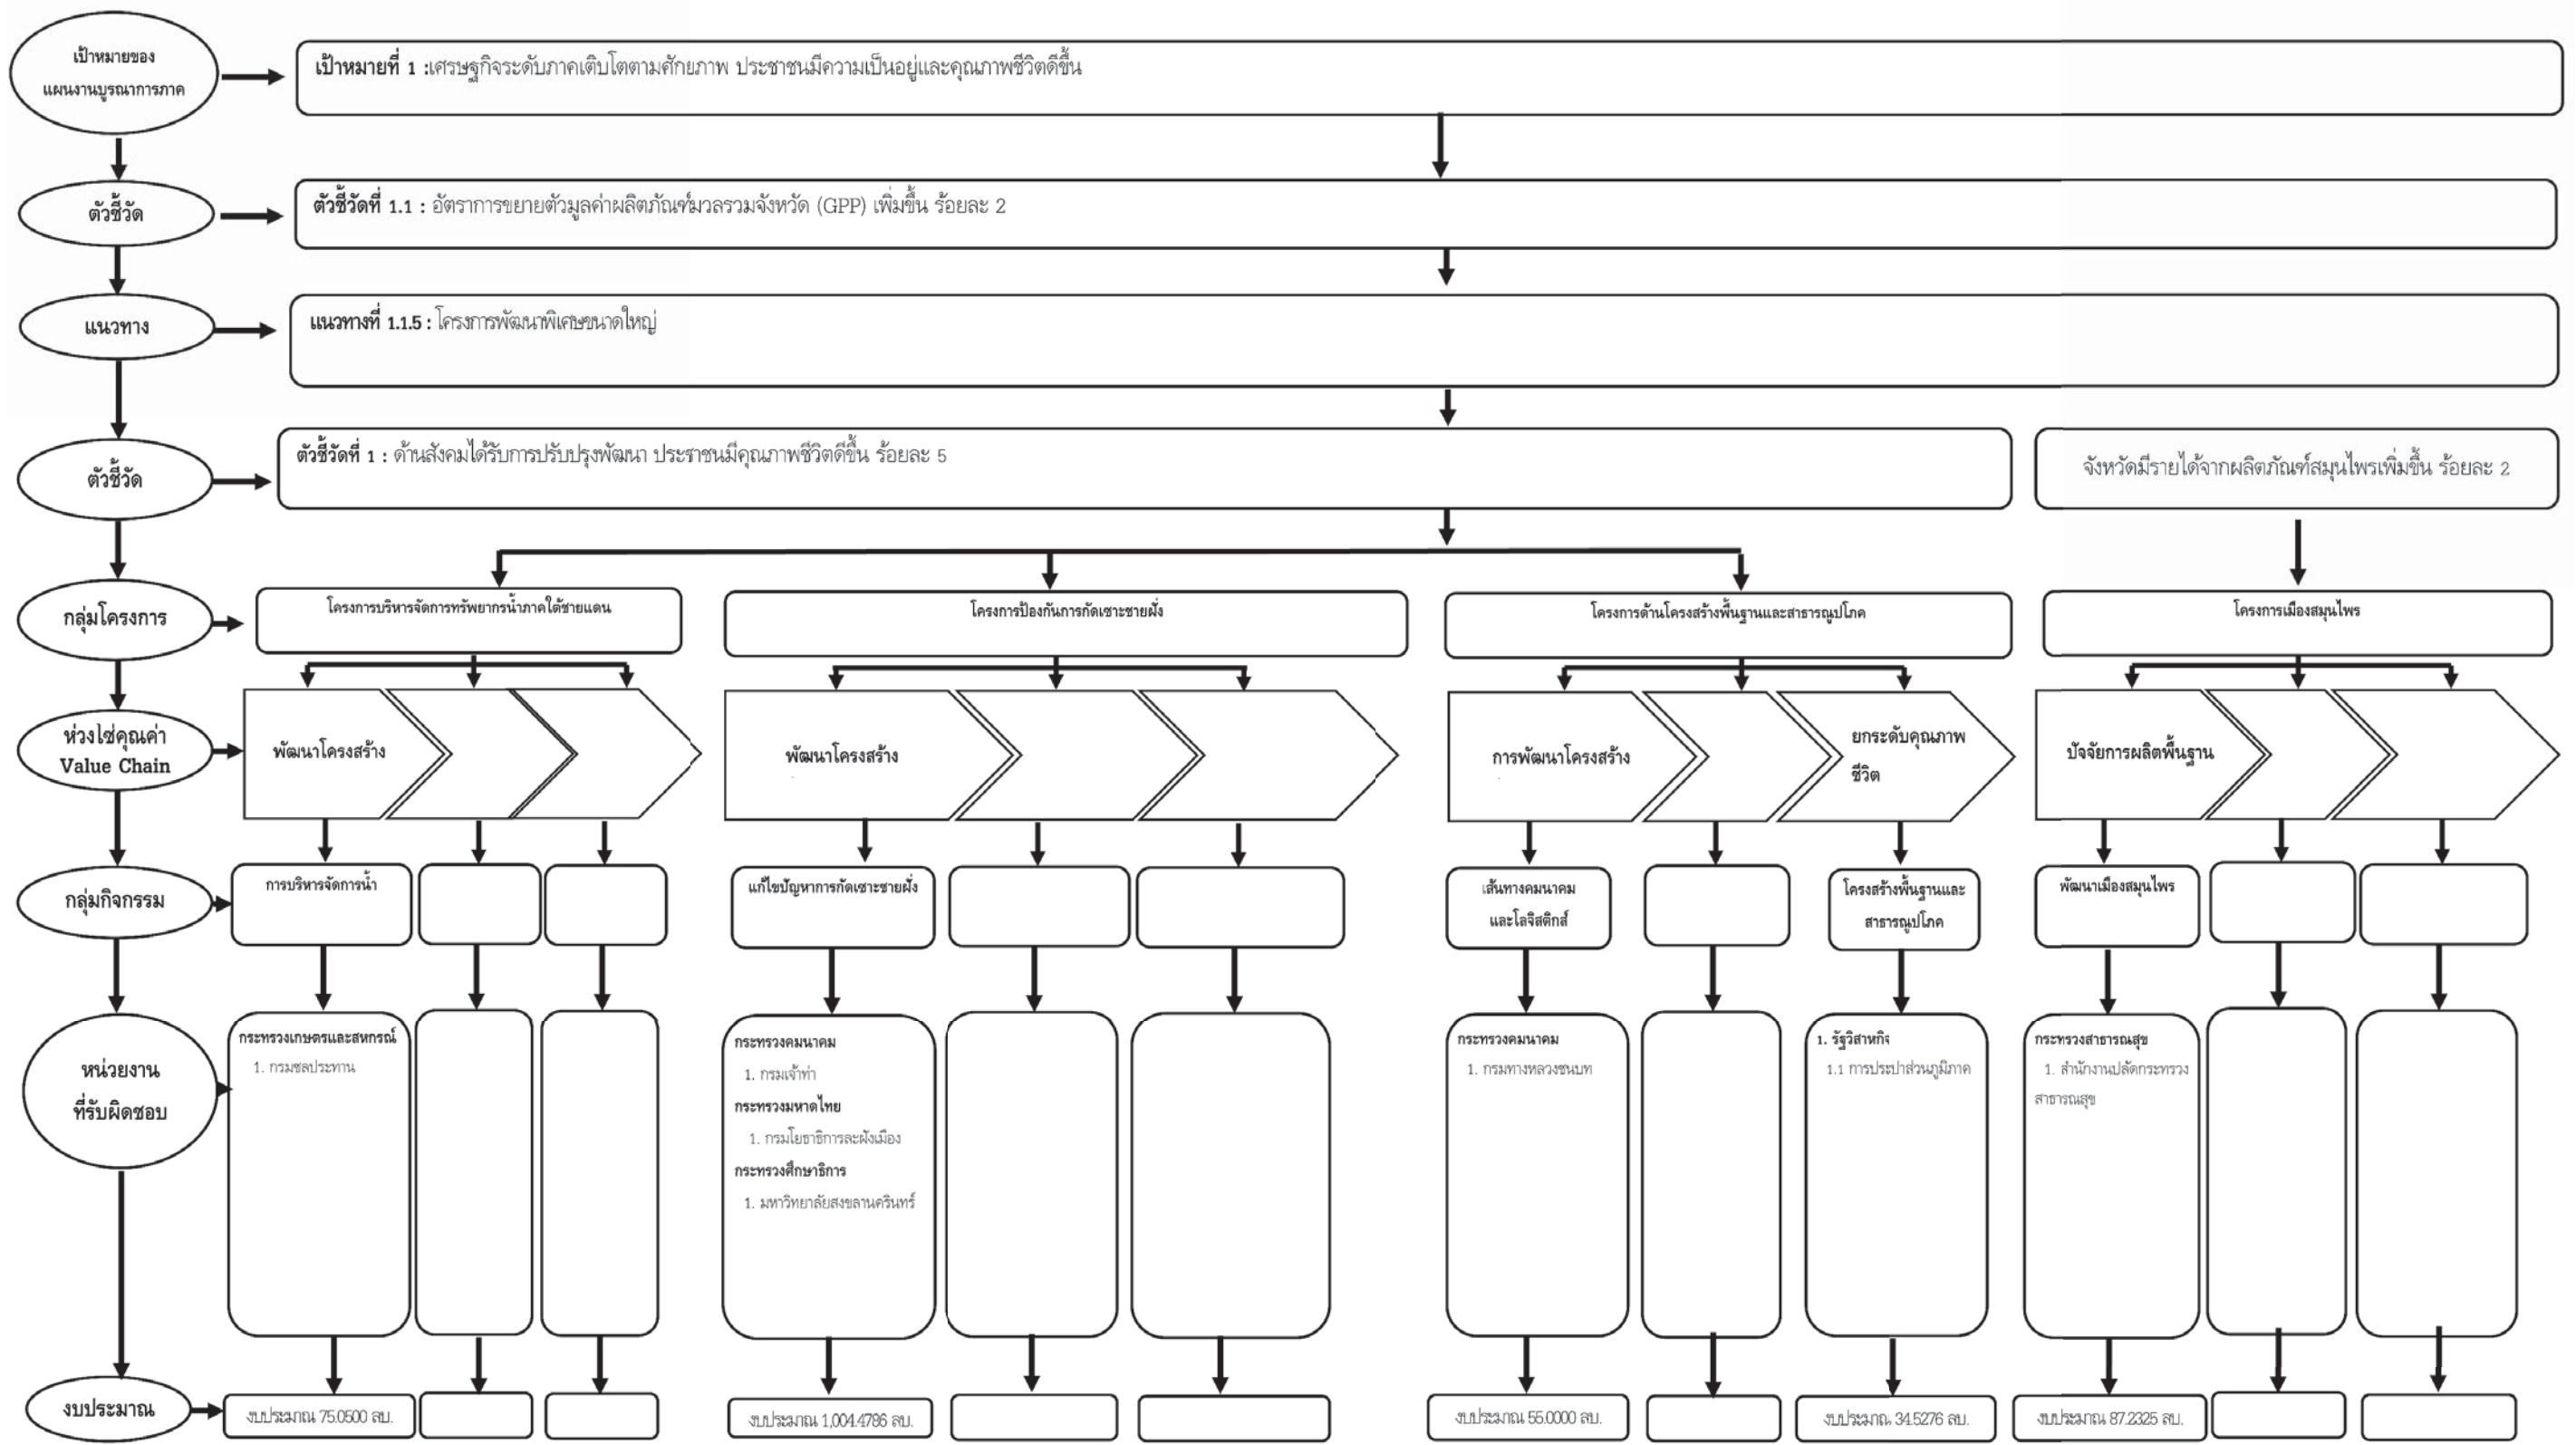 เป้าหมายของ
แผนงานบูรณาการภาค
เป้าหมายที่ 1 :เศรษฐกิจระดับภาคเติบโตตามศักยภาพ ประชาชนมีความเป็นอยู่และคุณภาพชีวิตดีขึ้น
ตัวชี้วัด
ตัวชี้วัดที่ 1.1 : อัตราการขยายตัวมูลค่าผลิตภัณฑ์มวลรวมจังหวัด (GPP) เพิ่มขึ้น ร้อยละ 2
แนวทาง
แนวทางที่ 1.1.5 : โครงการพัฒนาพิเศษขนาดใหญ่
ตัวชี้วัด
ตัวชี้วัดที่ 1 : ด้านสังคมได้รับการปรับปรุงพัฒนา ประชาชนมีคุณภาพชีวิตดีขึ้น ร้อยละ 5
จังหวัดมีรายได้จากผลิตภัณฑ์สมุนไพรเพิ่มขึ้น ร้อยละ 2
กลุ่มโครงการ
โครงการบริหารจัดการทรัพยากรน้ำภาคใต้ชายแดน
โครงการป้องกันการกัดเซาะชายฝั่ง
โครงการด้านโครงสร้างพื้นฐานและสาธารณูปโภค
โครงการเมืองสมุนไพร
ห่วงโซ่คุณค่า
Value Chain
พัฒนาโครงสร้าง
พัฒนาโครงสร้าง
การพัฒนาโครงสร้าง
ยกระดับคุณภาพ
ชีวิต
ปัจจัยการผลิตพื้นฐาน
กลุ่มกิจกรรม
การบริหารจัดการน้ำ
แก้ไขปัญหาการกัดเซาะชายฝั่ง
เส้นทางคมนาคม
และโลจิสติกส์
โครงสร้างพื้นฐานและ
สาธารณูปโภค
พัฒนาเมืองสมุนไพร
หน่วยงาน
ที่รับผิดชอบ
กระทรวงเกษตรและสหกรณ์
1. กรมชลประทาน
กระทรวงคมนาคม
1. กรมเจ้าท่า
กระทรวงมหาดไทย
1. กรมโยธาธิการละผังเมือง
กระทรวงศึกษาธิการ
1. มหาวิทยาลัยสงขลานครินทร์
กระทรวงคมนาคม
1. กรมทางหลวงชนบท
1. รัฐวิสาหกิจ
1.1 การประปาส่วนภูมิภาค
กระทรวงสาธารณสุข
1. สำนักงานปลัดกระทรวง
สาธารณสุข
งบประมาณ
งบประมาณ 75.0500 ลบ.
งบประมาณ 1,004.4786 ลบ.
งบประมาณ 55.0000 ลบ.
งบประมาณ 34.5276 ลบ.
งบประมาณ 87.2325 ลบ.